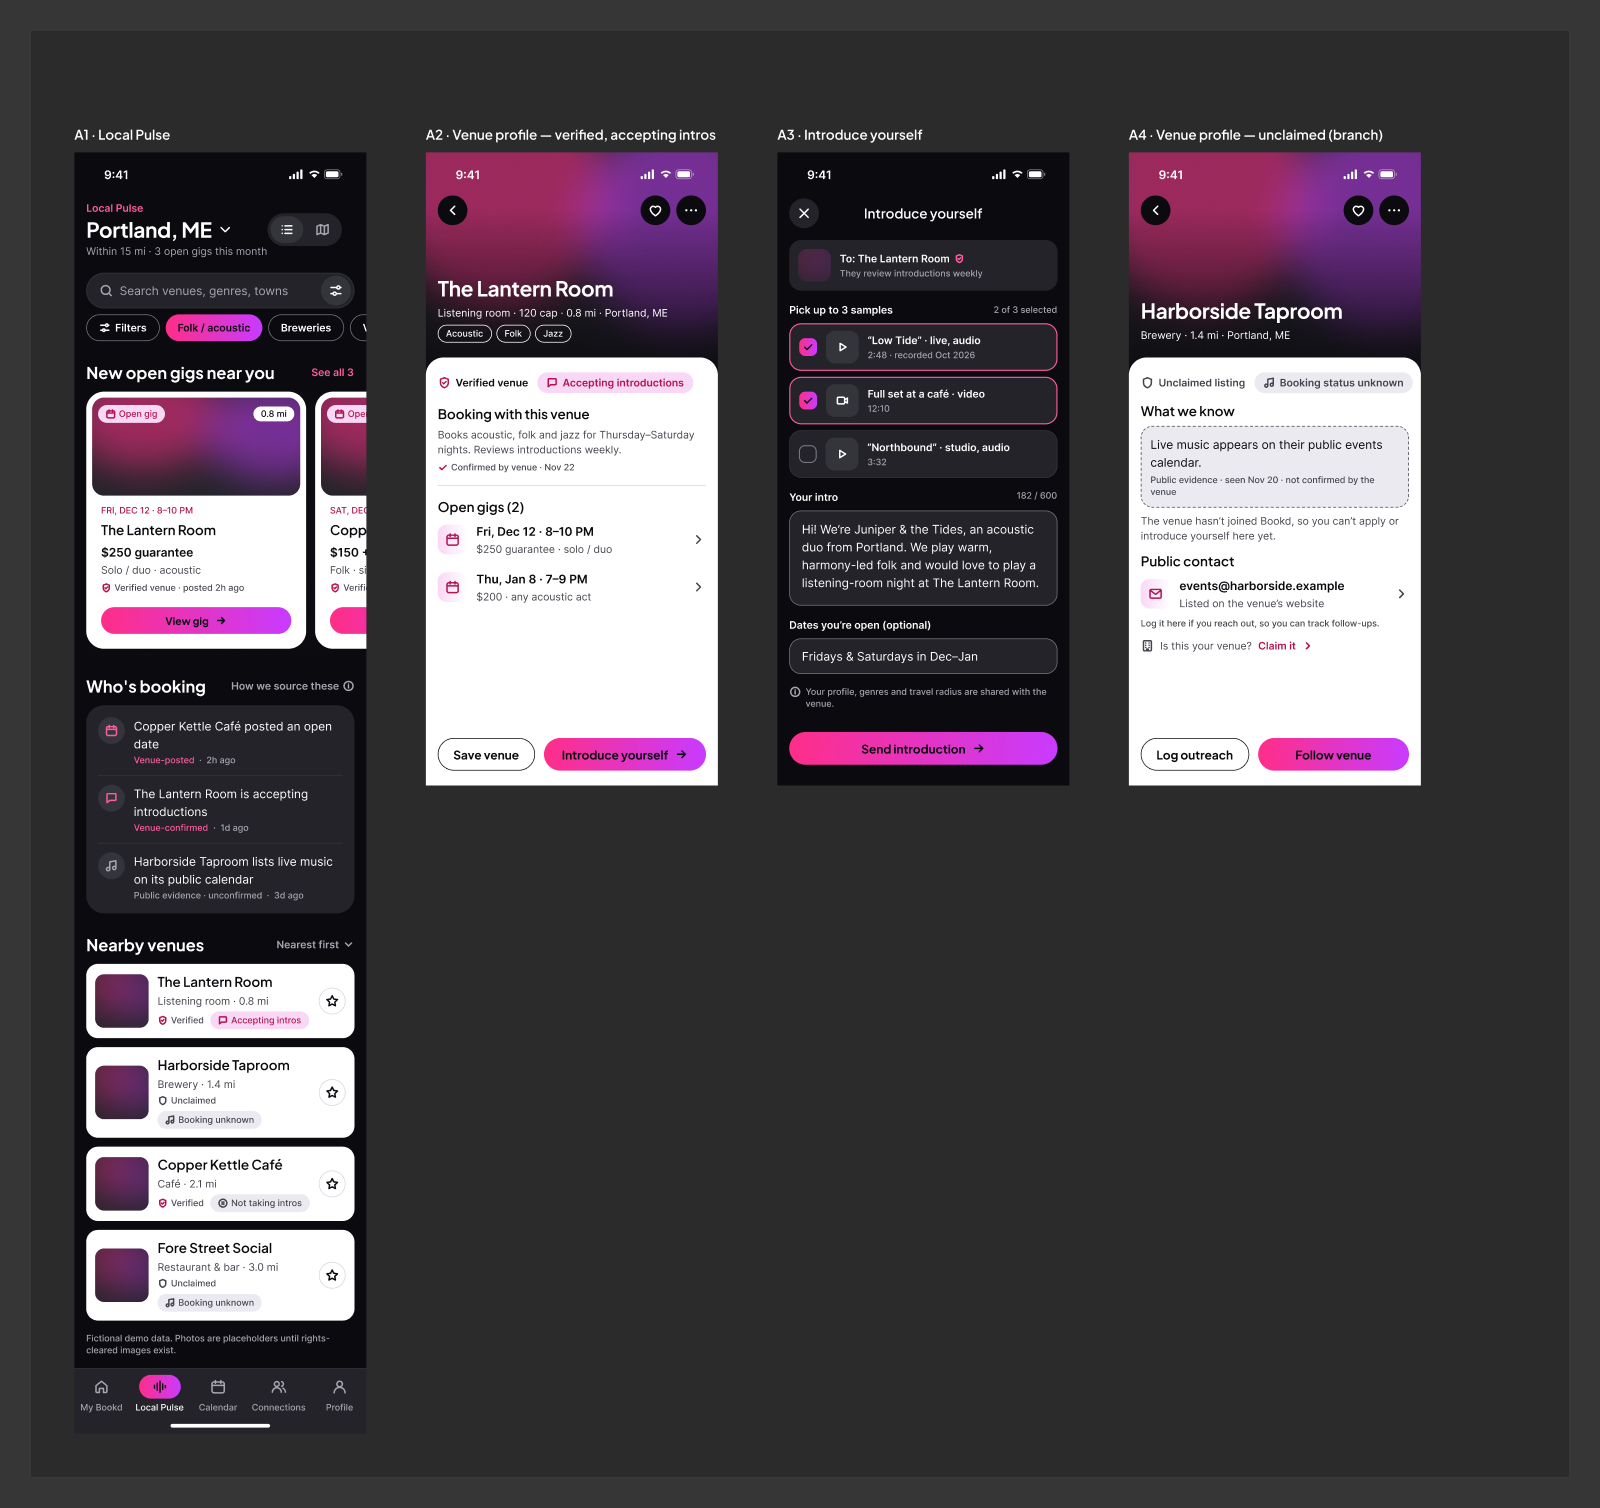 A1 · Local Pulse
9:41
Local Pulse
Portland, ME
Within 15 mi · 3 open gigs this month
Search venues, genres, towns
Filters
Folk / acoustic
Breweries
New open gigs near you
See all 3
Open gig
0.8 mi
FRI, DEC 12 · 8–10 PM
The Lantern Room
$250 guarantee
Solo / duo · acoustic
Verified venue · posted 2h ago
View gig
Ope
SAT, DEC
Copp
$150 +
Folk · si
Verifi
Who's booking
How we source these
Copper Kettle Café posted an open
date
Venue-posted · 2h ago
The Lantern Room is accepting
introductions
Venue-confirmed · 1d ago
Harborside Taproom lists live music
on its public calendar
Public evidence · unconfirmed · 3d ago
Nearby venues
Nearest first
The Lantern Room
Listening room · 0.8 mi
Verified
Accepting intros
Harborside Taproom
Brewery · 1.4 mi
Unclaimed
Booking unknown
Copper Kettle Café
Café · 2.1 mi
Verified
Not taking intros
Fore Street Social
Restaurant & bar · 3.0 mi
Unclaimed
Booking unknown
Fictional demo data. Photos are placeholders until rights-
cleared images exist.
My Bookd
Local Pulse
Calendar
Connections
Profile
A2 · Venue profile — verified, accepting intros
9:41
The Lantern Room
Listening room · 120 cap · 0.8 mi · Portland, ME
Acoustic
Folk
Jazz
Verified venue
Accepting introductions
Booking with this venue
Books acoustic, folk and jazz for Thursday–Saturday
nights. Reviews introductions weekly.
Confirmed by venue · Nov 22
Open gigs (2)
Fri, Dec 12 · 8–10 PM
$250 guarantee · solo / duo
Thu, Jan 8 · 7–9 PM
$200 · any acoustic act
Save venue
Introduce yourself
A3 · Introduce yourself
9:41
Introduce yourself
To: The Lantern Room
They review introductions weekly
Pick up to 3 samples
2 of 3 selected
“Low Tide” · live, audio
2:48 · recorded Oct 2026
Full set at a café · video
12:10
“Northbound” · studio, audio
3:32
Your intro
182 / 600
Hi! We’re Juniper & the Tides, an acoustic
duo from Portland. We play warm,
harmony-led folk and would love to play a
listening-room night at The Lantern Room.
Dates you’re open (optional)
Fridays & Saturdays in Dec–Jan
Your profile, genres and travel radius are shared with the
venue.
Send introduction
A4 · Venue profile — unclaimed (branch)
9:41
Harborside Taproom
Brewery · 1.4 mi · Portland, ME
Unclaimed listing
Booking status unknown
What we know
Live music appears on their public events
calendar.
Public evidence · seen Nov 20 · not confirmed by the
venue
The venue hasn’t joined Bookd, so you can’t apply or
introduce yourself here yet.
Public contact
events@harborside.example
Listed on the venue’s website
Log it here if you reach out, so you can track follow-ups.
Is this your venue? Claim it
Log outreach
Follow venue